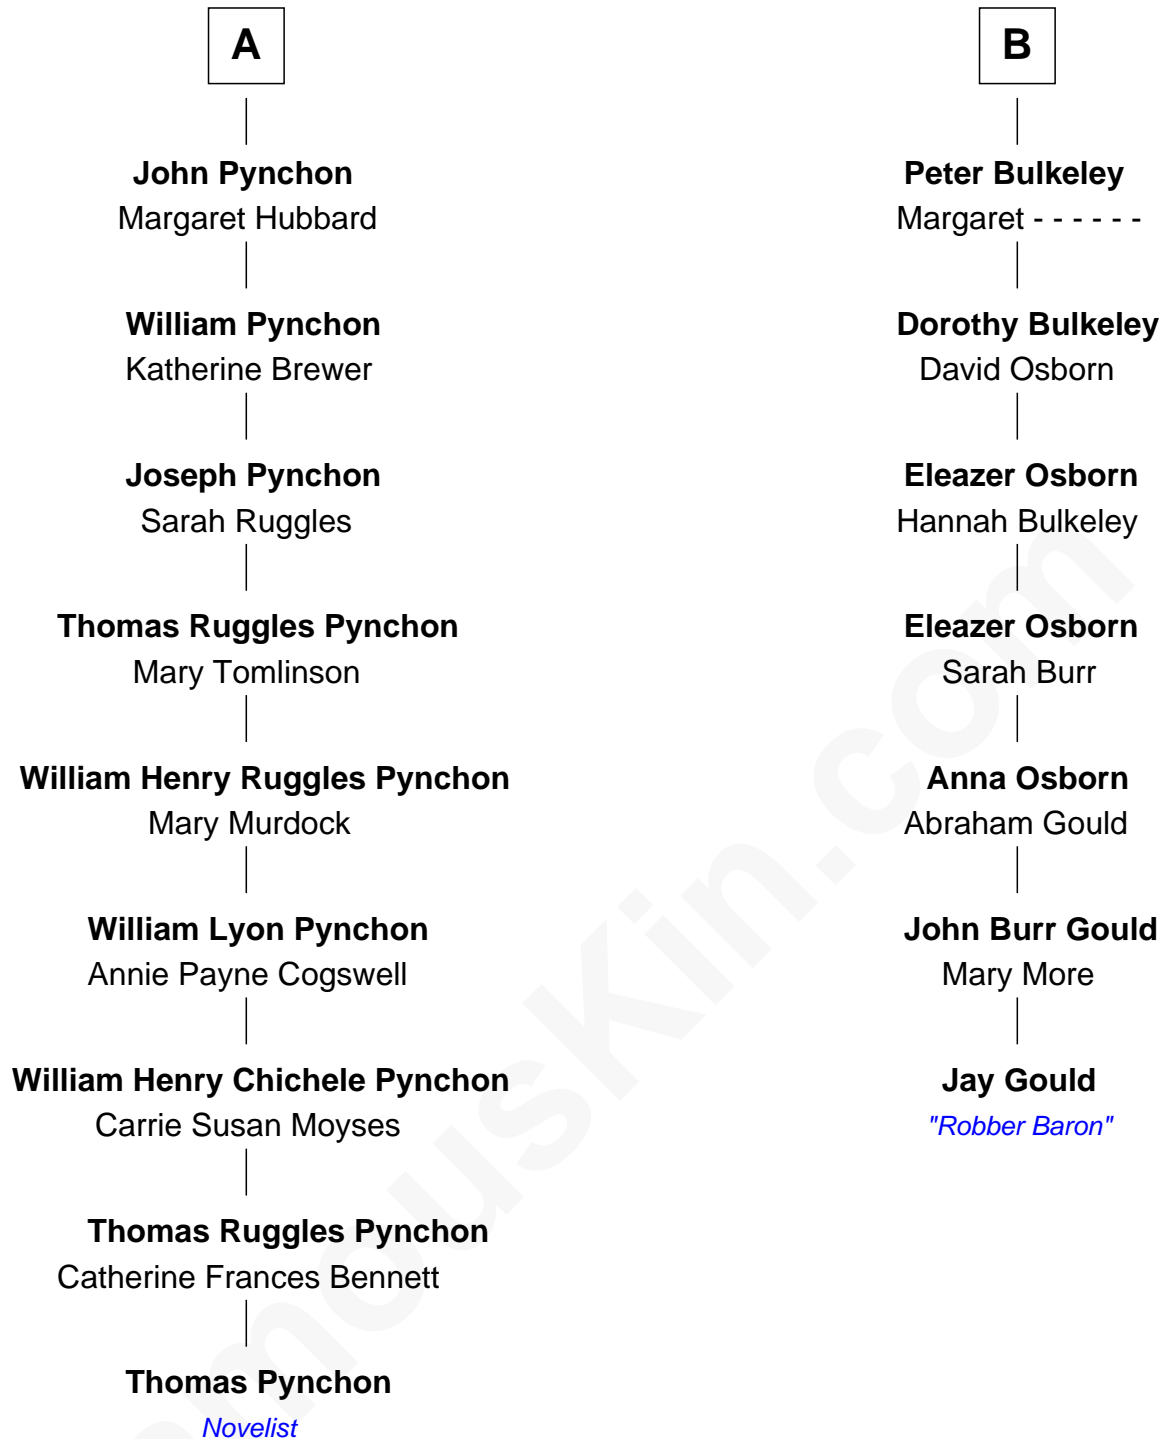 A
John Pynchon
Margaret Hubbard
William Pynchon
Katherine Brewer
Joseph Pynchon
Sarah Ruggles
Thomas Ruggles Pynchon
Mary Tomlinson
William Henry Ruggles Pynchon
Mary Murdock
William Lyon Pynchon
Annie Payne Cogswell
William Henry Chichele Pynchon
Carrie Susan Moyses
Thomas Ruggles Pynchon
Catherine Frances Bennett
Thomas Pynchon
Novelist
B
Peter Bulkeley
Margaret - - - - - -
Dorothy Bulkeley
David Osborn
Eleazer Osborn
Hannah Bulkeley
Eleazer Osborn
Sarah Burr
Anna Osborn
Abraham Gould
John Burr Gould
Mary More
Jay Gould
"Robber Baron"
mouskin.com